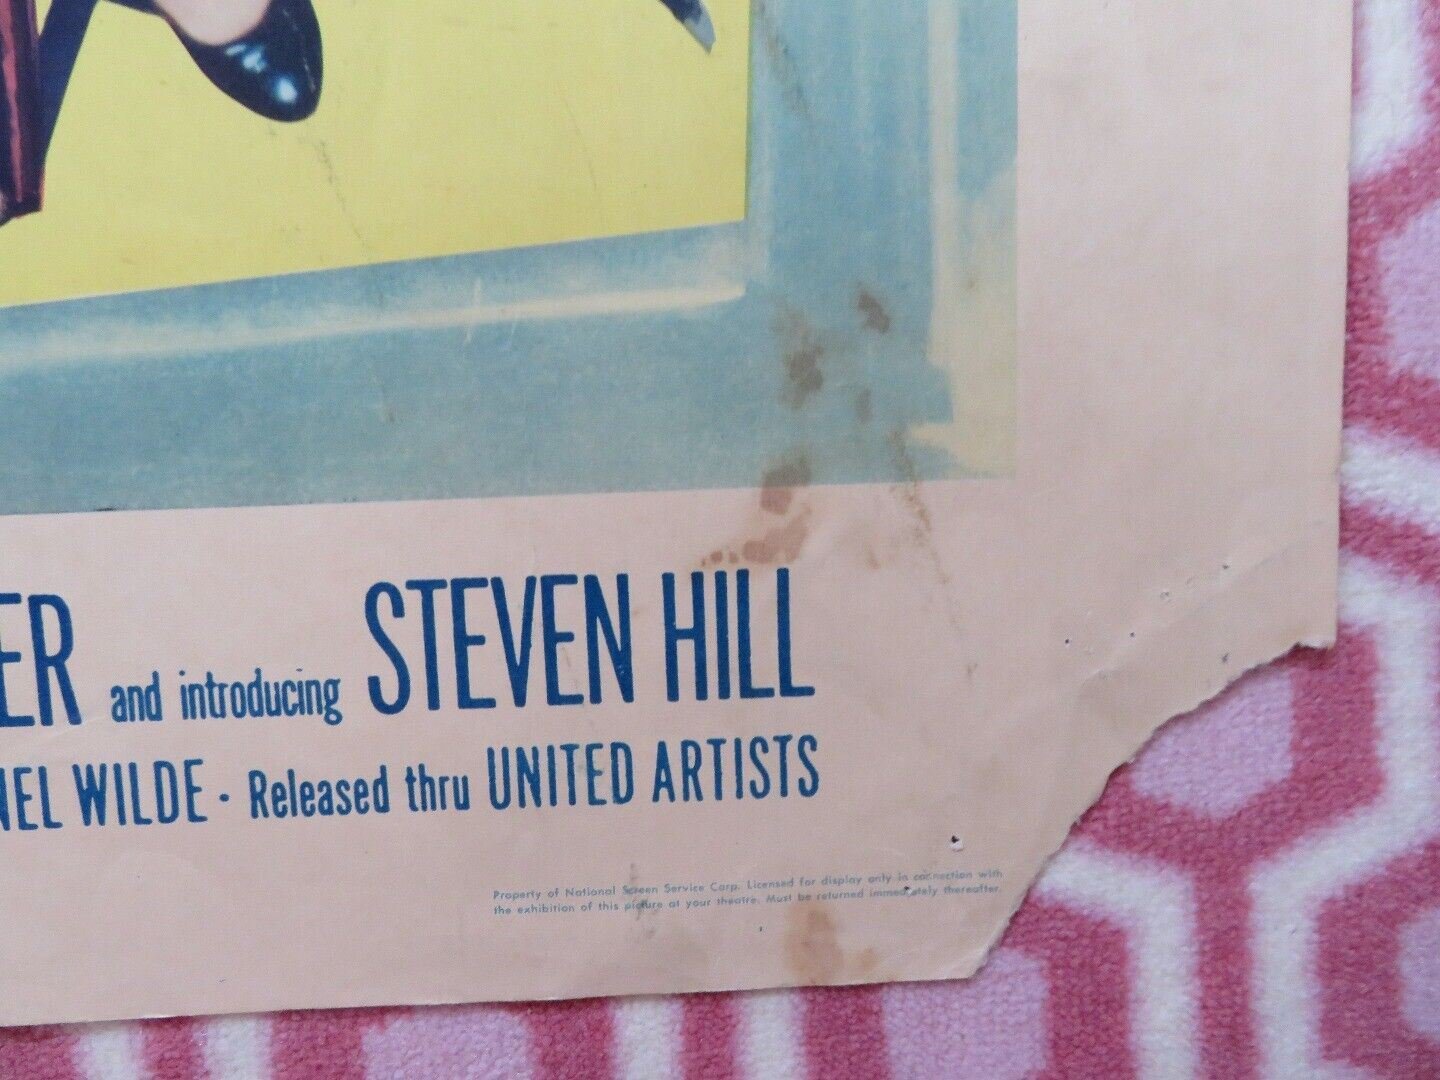 ER and introducing STEVEN HILL
NEL WILDE · Released thru UNITED ARTISTS
Property of National Screen Service Corp. Licensed for display only in connection with
the exhibition of this picture at your theatre. Must be returned immediately thereafter.